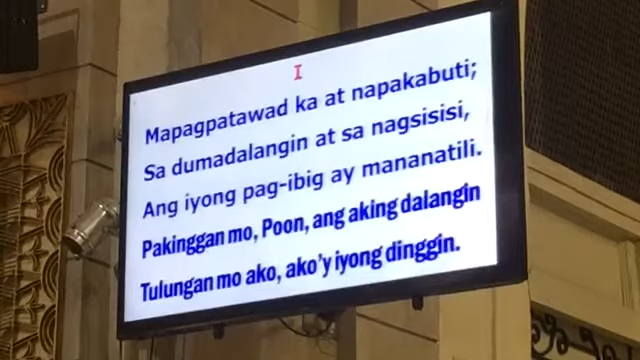 I
Mapagpatawad ka at napakabuti;
Sa dumadalangin at sa nagsisisi,
Ang iyong pag-ibig ay mananatili.
Pakinggan mo, Poon, ang aking dalangin
Tulungan mo ako, ako'y iyong dinggin.